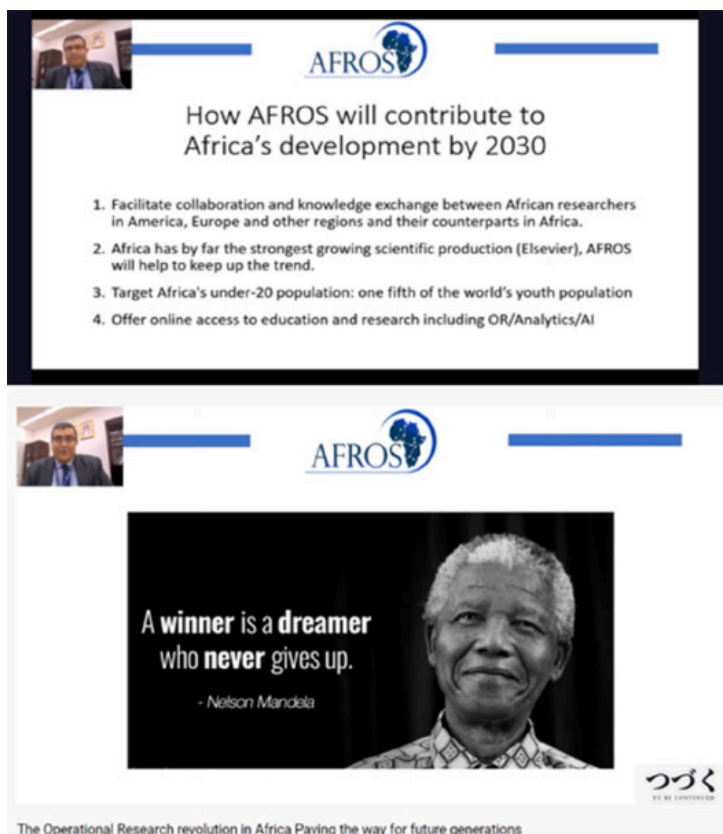 AFROS
How AFROS will contribute to
Africa's development by 2030
1. Facilitate collaboration and knowledge exchange between African researchers
in America, Europe and other regions and their counterparts in Africa.
2. Africa has by far the strongest growing scientific production (Elsevier), AFROS
will help to keep up the trend.
3. Target Africa's under-20 population: one fifth of the world's youth population
4. Offer online access to education and research including OR/Analytics/AI
AFROS
A winner is a dreamer
who never gives up.
- Nelson Mandela
つづく
TO BE CONTINUED
The Operational Research revolution in Africa Paving the way for future generations